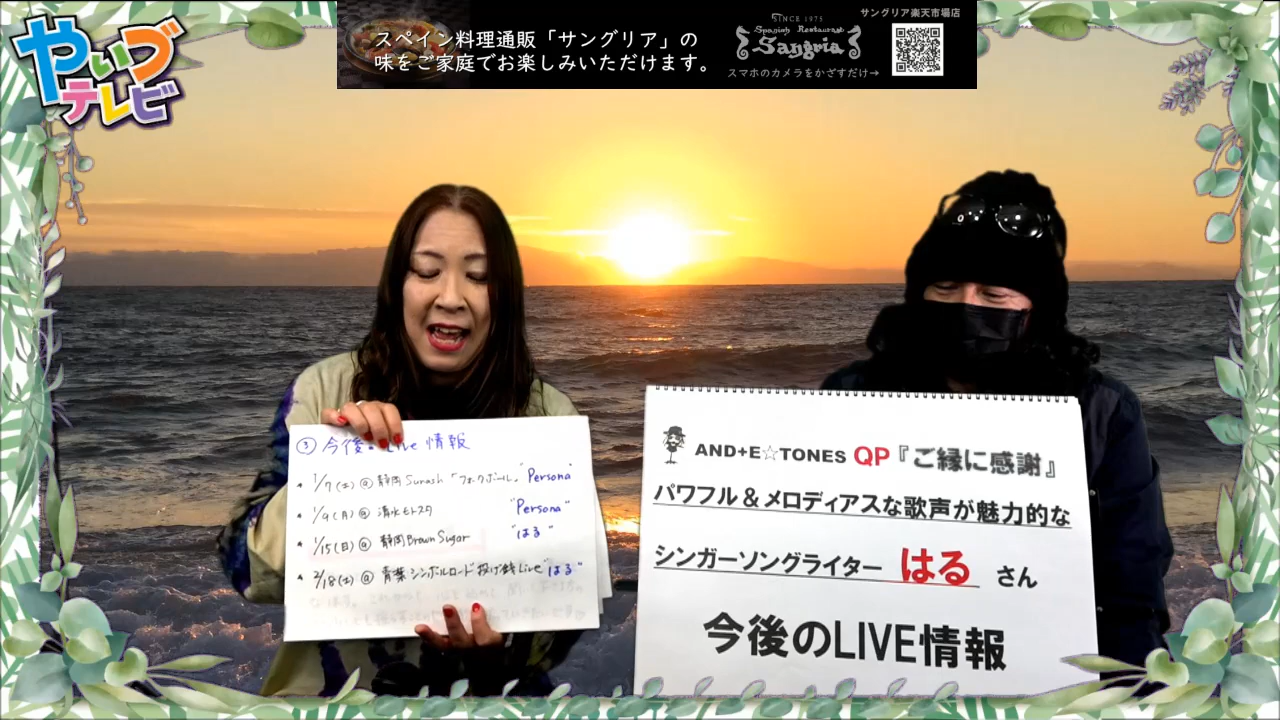 やいづ
テレビ
スペイン料理通販「サングリア」の
味をご家庭でお楽しみいただけます。
SINCE 1975
Spanish Restaurant
Sangria
サングリア楽天市場店
スマホのカメラをかざすだけ→
③ 今後のLive 情報
1/7(土)@ 静岡 Sunash 「フォークボール」 "Persona"
1/9(月)@ 清水モトスタ "Persona"
1/15(日)@ 静岡 Brown Sugar "はる"
2/18(土)@ 青葉シンボルロード 投げ銭Live "はる"
AND+E☆TONES QP『ご縁に感謝』
パワフル&メロディアスな歌声が魅力的な
シンガーソングライター はる さん
今後のLIVE情報